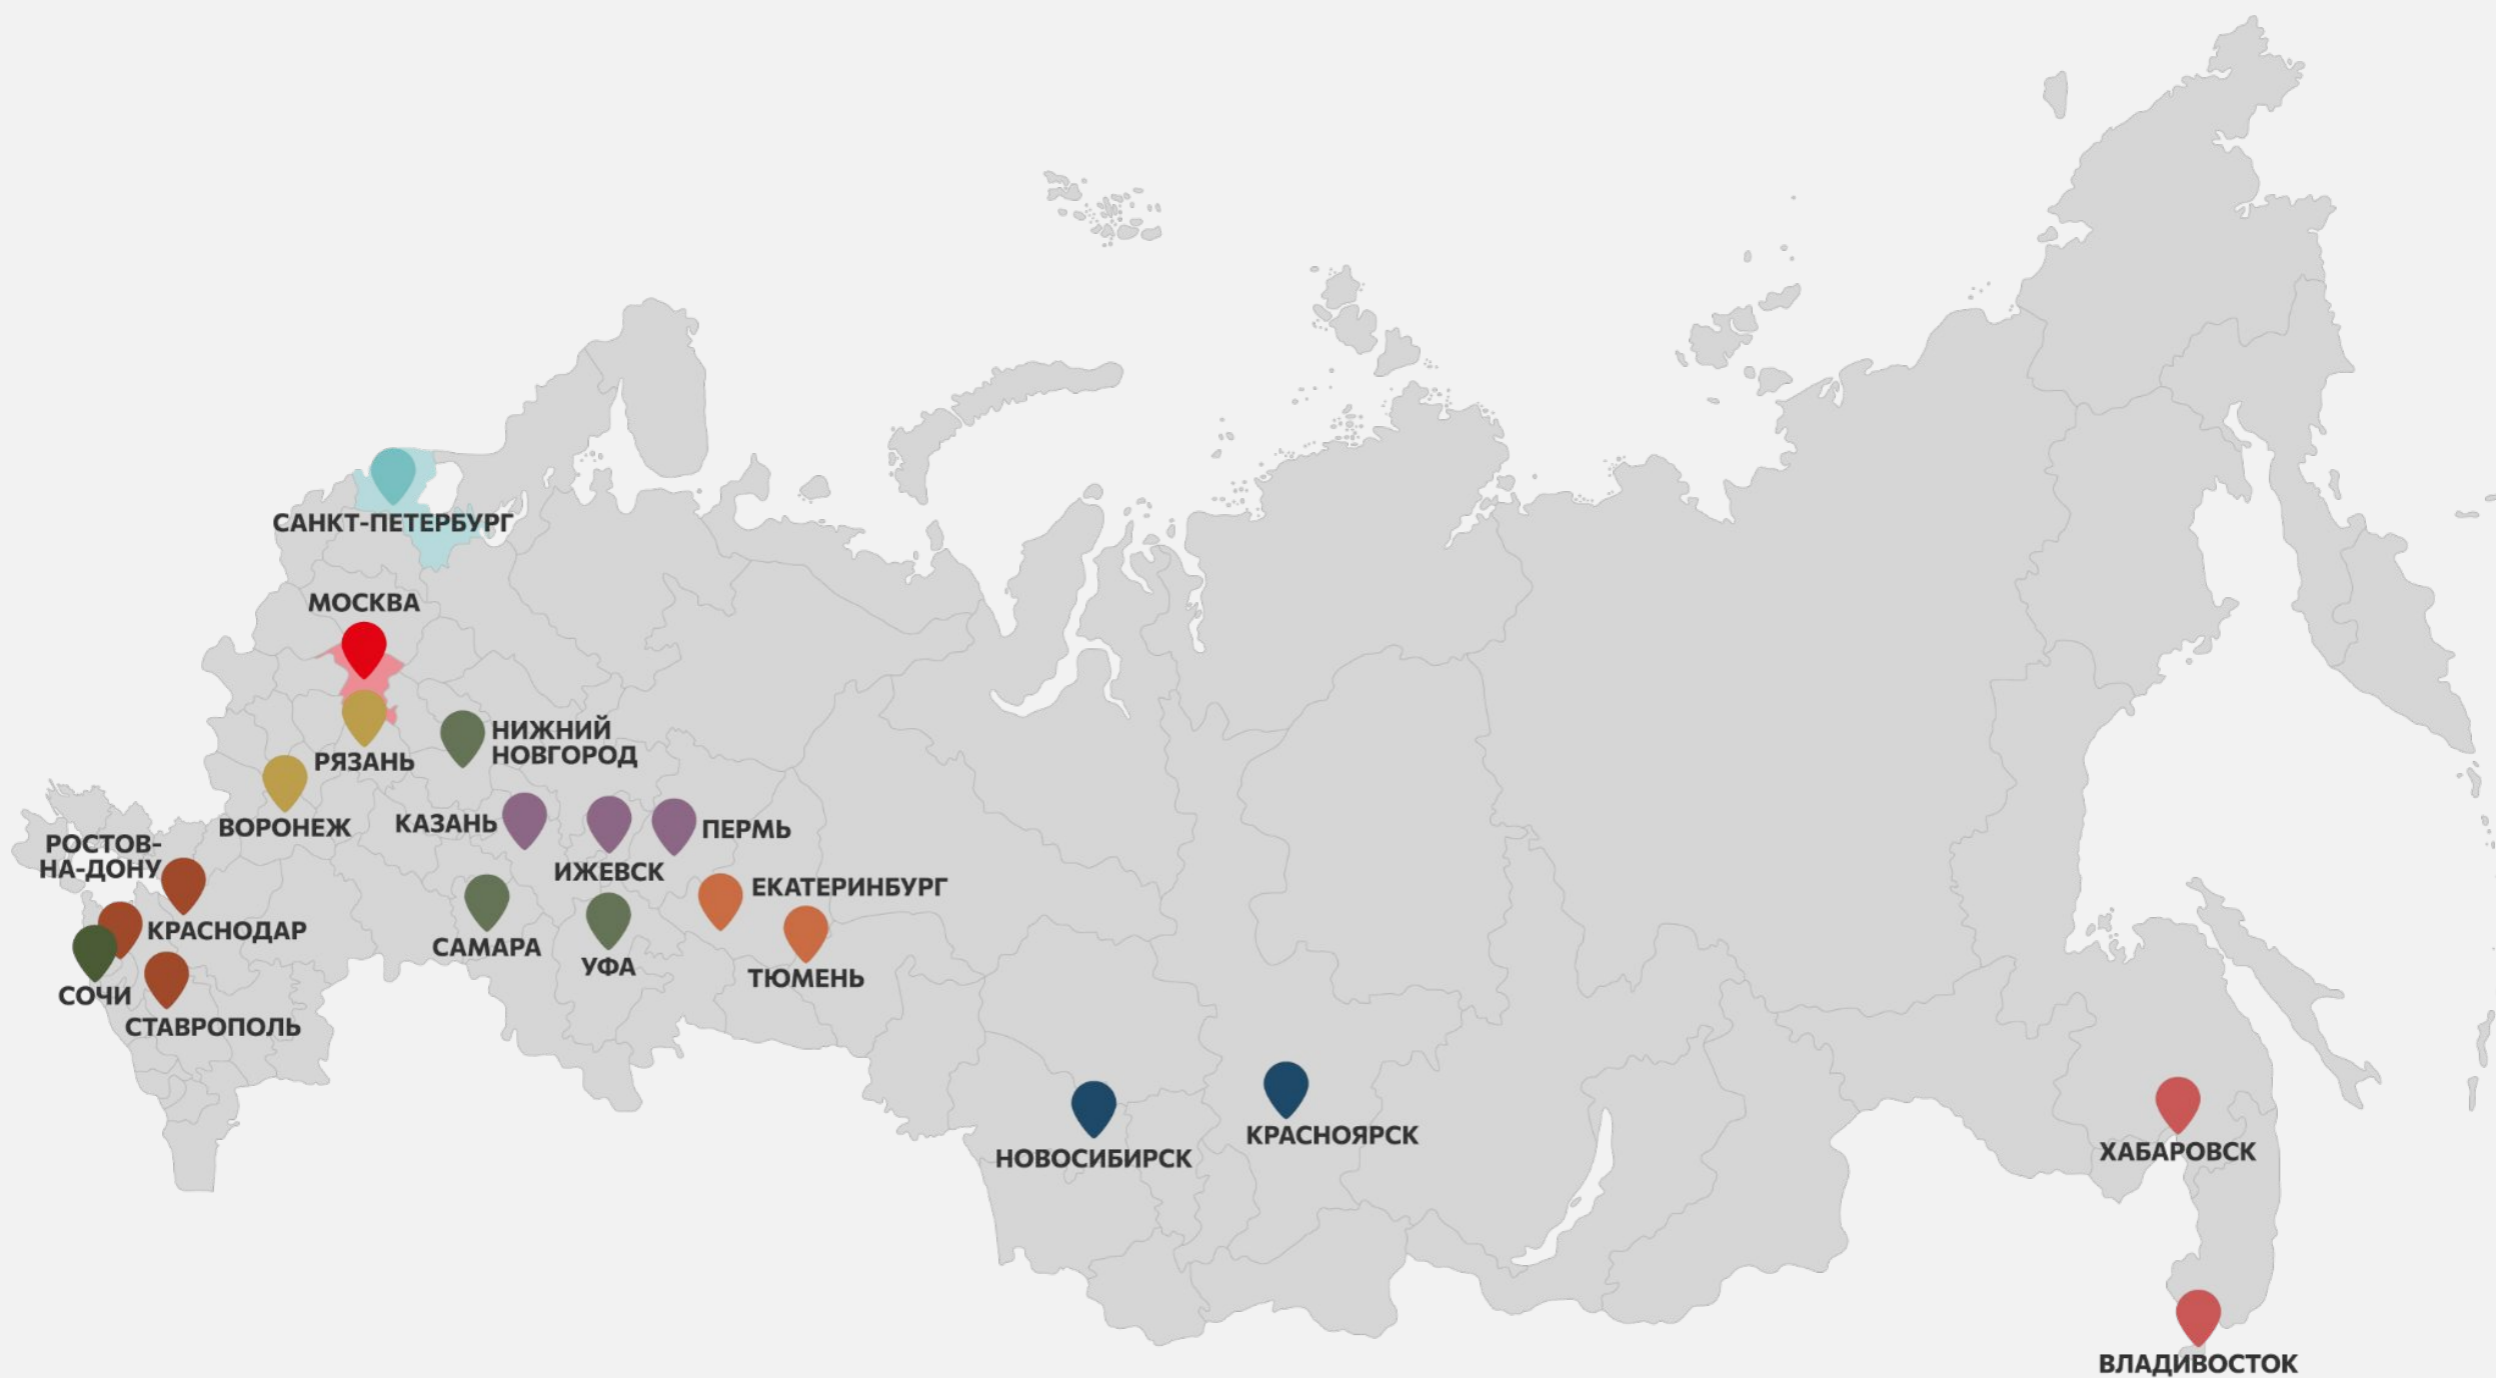 САНКТ-ПЕТЕРБУРГ
МОСКВА
НИЖНИЙ
НОВГОРОД
РЯЗАНЬ
ВОРОНЕЖ
КАЗАНЬ
ПЕРМЬ
РОСТОВ-
НА-ДОНУ
ИЖЕВСК
ЕКАТЕРИНБУРГ
КРАСНОДАР
САМАРА
УФА
ТЮМЕНЬ
СОЧИ
СТАВРОПОЛЬ
КРАСНОЯРСК
НОВОСИБИРСК
ХАБАРОВСК
ВЛАДИВОСТОК